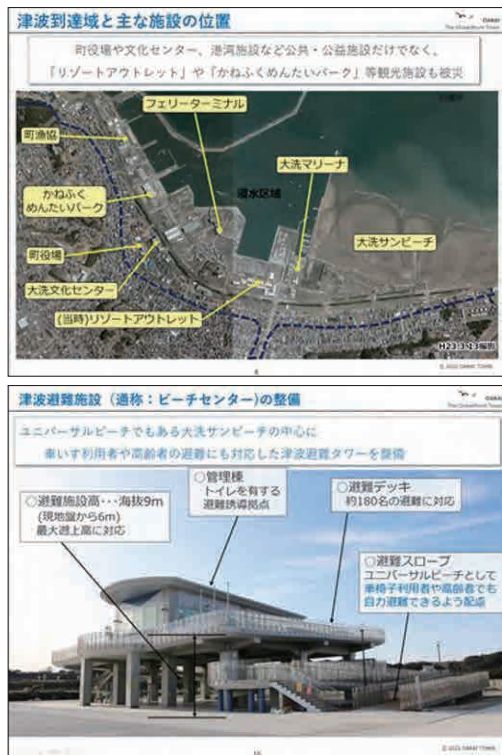 津波到達域と主な施設の位置
OARAI
町役場や文化センター、港湾施設など公共・公益施設だけでなく、
「リゾートアウトレット」や「かねふくめんたいパーク」等観光施設も被災
フェリーターミナル
町漁協
大洗マリーナ
かねふく
めんたいパーク
浸水区域
大洗サンビーチ
町役場
大洗文化センター
(当時)リゾートアウトレット
津波避難施設（通称：ビーチセンター)の整備
OARAI
ユニバーサルビーチでもある大洗サンビーチの中心に
車いす利用者や高齢者の避難にも対応した津波避難タワーを整備
○避難施設高･･･海抜9m
(現地盤から6m)
最大遡上高に対応
○管理棟
トイレを有する
避難誘導拠点
○避難デッキ
約180名の避難に対応
○避難スロープ
ユニバーサルビーチとして
車椅子利用者や高齢者でも
自力避難できるよう配慮